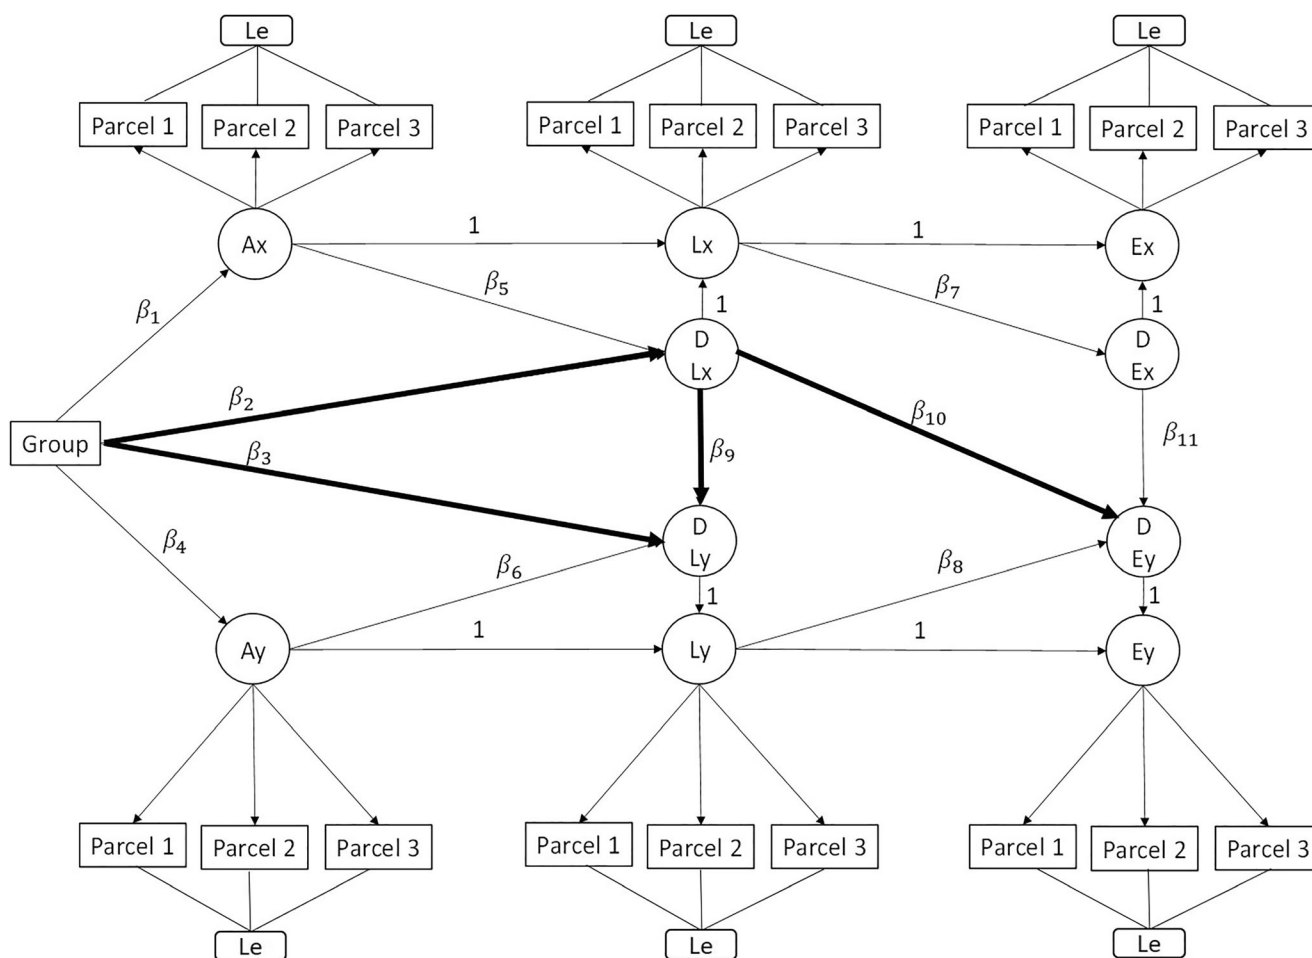 Le Le Le
Parcel 1 Parcel 2 Parcel 3 Parcel 1 Parcel 2 Parcel 3 Parcel 1 Parcel 2 Parcel 3
1 1
Ax Lx Ex
β5 β7
β1 1 1
D D
Lx Ex
β2 β10
Group β3 β9 β11
D D
β4 Ly Ey
β6 β8
1 1
1 1
Ay Ly Ey
Parcel 1 Parcel 2 Parcel 3 Parcel 1 Parcel 2 Parcel 3 Parcel 1 Parcel 2 Parcel 3
Le Le Le